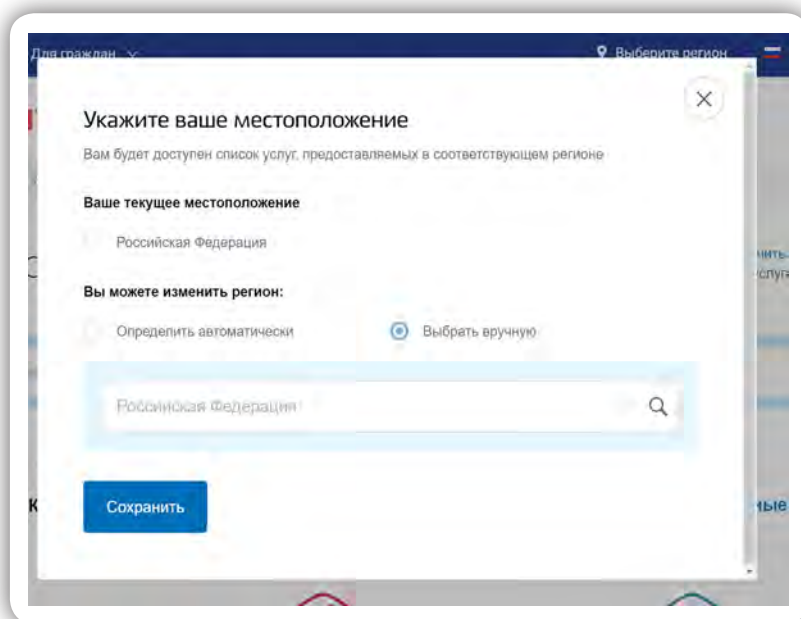 Для граждан
Выберите регион
Укажите ваше местоположение
Вам будет доступен список услуг, предоставляемых в соответствующем регионе
Ваше текущее местоположение
Российская Федерация
Вы можете изменить регион:
Определить автоматически
Выбрать вручную
Российская Федерация
Сохранить